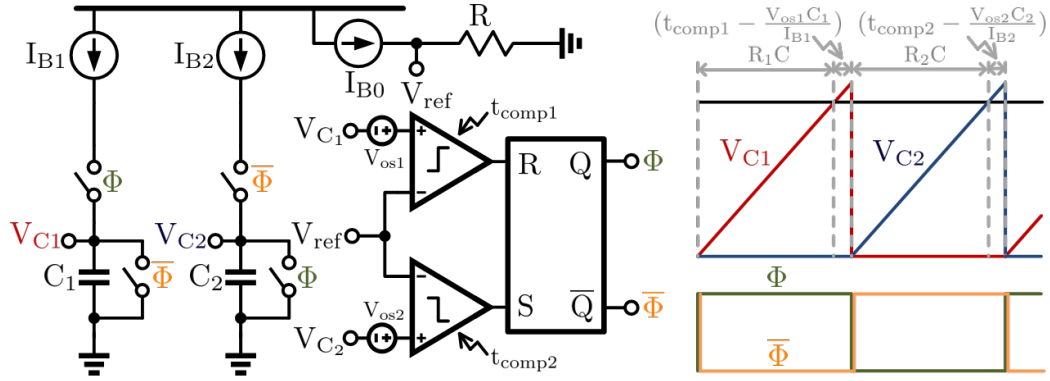 I_B1
I_B2
I_B0
R
V_ref
Φ
Φ̅
V_C1
V_C2
C_1
Φ̅
C_2
Φ
V_C1
V_os1
t_comp1
V_ref
V_C2
V_os2
t_comp2
R
Q
Φ
S
Q̅
Φ̅
(t_comp1 − V_os1C_1/I_B1)
(t_comp2 − V_os2C_2/I_B2)
R_1C
R_2C
V_C1
V_C2
Φ
Φ̅